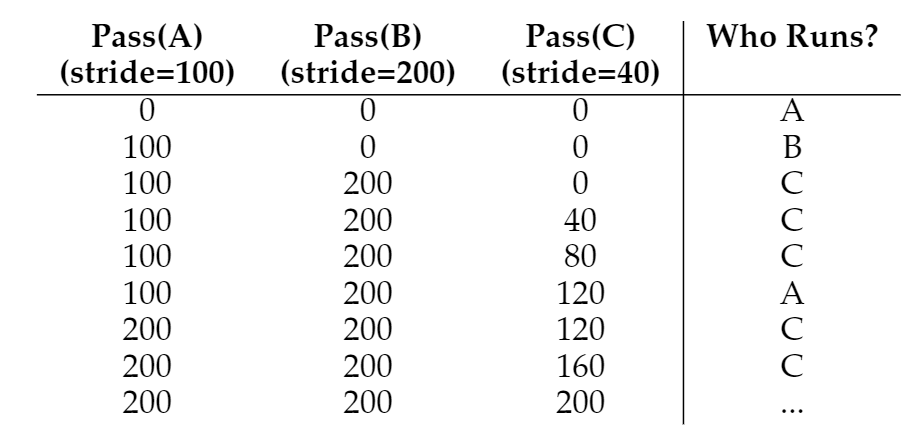 Pass(A) Pass(B) Pass(C) Who Runs?
(stride=100) (stride=200) (stride=40)
0 0 0 A
100 0 0 B
100 200 0 C
100 200 40 C
100 200 80 C
100 200 120 A
200 200 120 C
200 200 160 C
200 200 200 ...